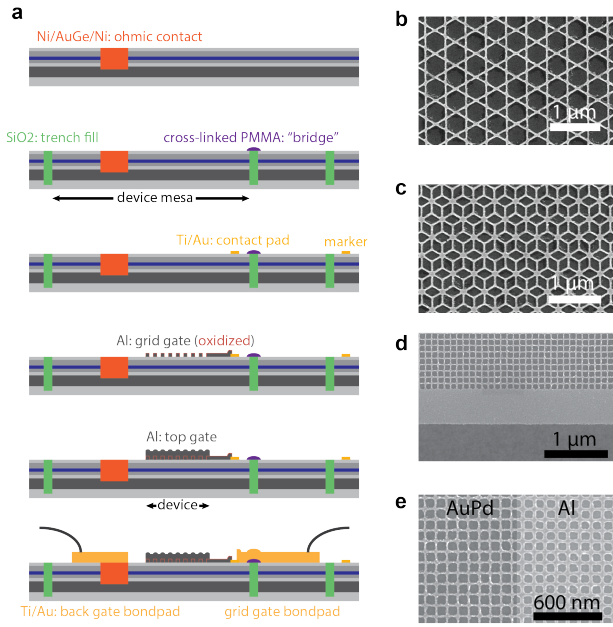 a
Ni/AuGe/Ni: ohmic contact
SiO2: trench fill
cross-linked PMMA: “bridge”
device mesa
Ti/Au: contact pad
marker
Al: grid gate (oxidized)
Al: top gate
device
Ti/Au: back gate bondpad
grid gate bondpad
b
1 μm
c
1 μm
d
1 μm
e
AuPd
Al
600 nm